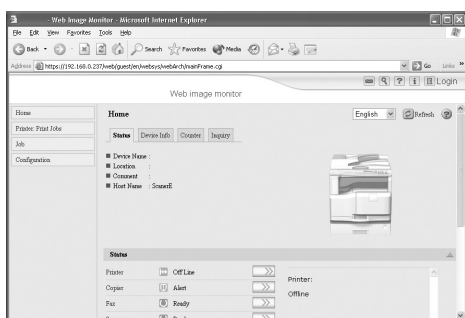 - Web Image Monitor - Microsoft Internet Explorer
File Edit View Favorites Tools Help
Back Search Favorites Media
Address https://192.168.0.237/web/guest/en/websys/webArch/mainFrame.cgi Go Links »
? i Login
Web image monitor
Home
Printer: Print Jobs
Job
Configuration
Home English Refresh ?
Status Device Info Counter Inquiry
Device Name :
Location :
Comment :
Host Name : ScanerE
Status
Printer Off Line
Copier Alert
Fax Ready
Printer:
Offline